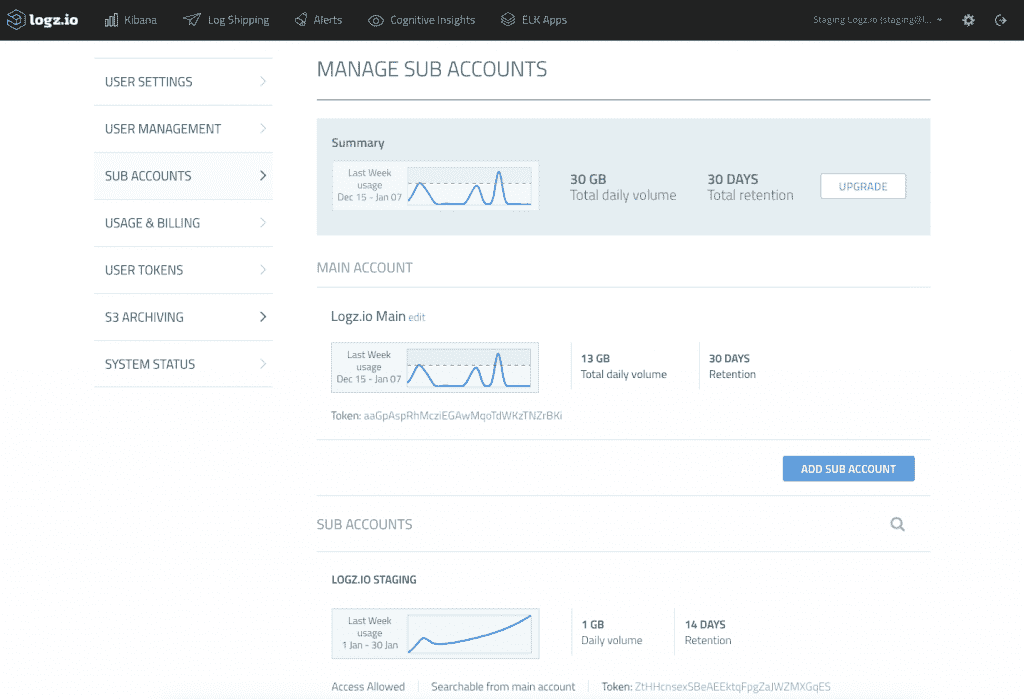 logz.io Kibana Log Shipping Alerts Cognitive Insights ELK Apps Staging Logz.io (staging@l...
USER SETTINGS
USER MANAGEMENT
SUB ACCOUNTS
USAGE & BILLING
USER TOKENS
S3 ARCHIVING
SYSTEM STATUS
MANAGE SUB ACCOUNTS
Summary
Last Week
usage
Dec 15 - Jan 07
30 GB
Total daily volume
30 DAYS
Total retention
UPGRADE
MAIN ACCOUNT
Logz.io Main edit
Last Week
usage
Dec 15 - Jan 07
13 GB
Total daily volume
30 DAYS
Retention
Token: aaGpAspRhMcziEGAwMqoTdWKzTNZrBKi
ADD SUB ACCOUNT
SUB ACCOUNTS
LOGZ.IO STAGING
Last Week
usage
1 Jan - 30 Jan
1 GB
Daily volume
14 DAYS
Retention
Access Allowed Searchable from main account Token: ZtHHcnsexSBeAEEktqFpgZaJWZMXGqES